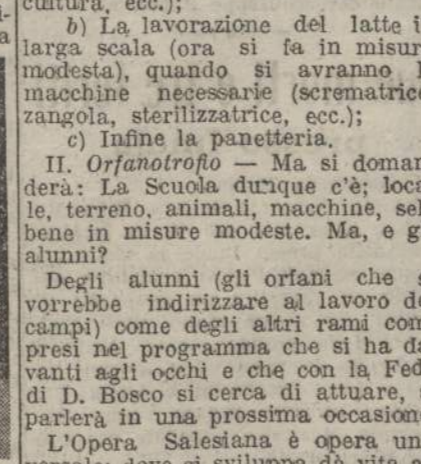 cultura, ecc.);
b) La lavorazione del latte i
larga scala (ora si fa in misur
modesta), quando si avranno l
macchine necessarie (scrematrice
zangola, sterilizzatrice, ecc.);
c) Infine la panetteria.
II. Orfanotrofio — Ma si doman
derà: La Scuola dunque c'è; loca
le, terreno, animali, macchine, seb
bene in misure modeste. Ma, e g
alunni?
Degli alunni (gli orfani che s
vorrebbe indirizzare al lavoro de
campi) come degli altri rami com
presi nel programma che si ha da
vanti agli occhi e che con la Fed
di D. Bosco si cerca di attuare, s
parlerà in una prossima occasion
L'Opera Salesiana è opera un